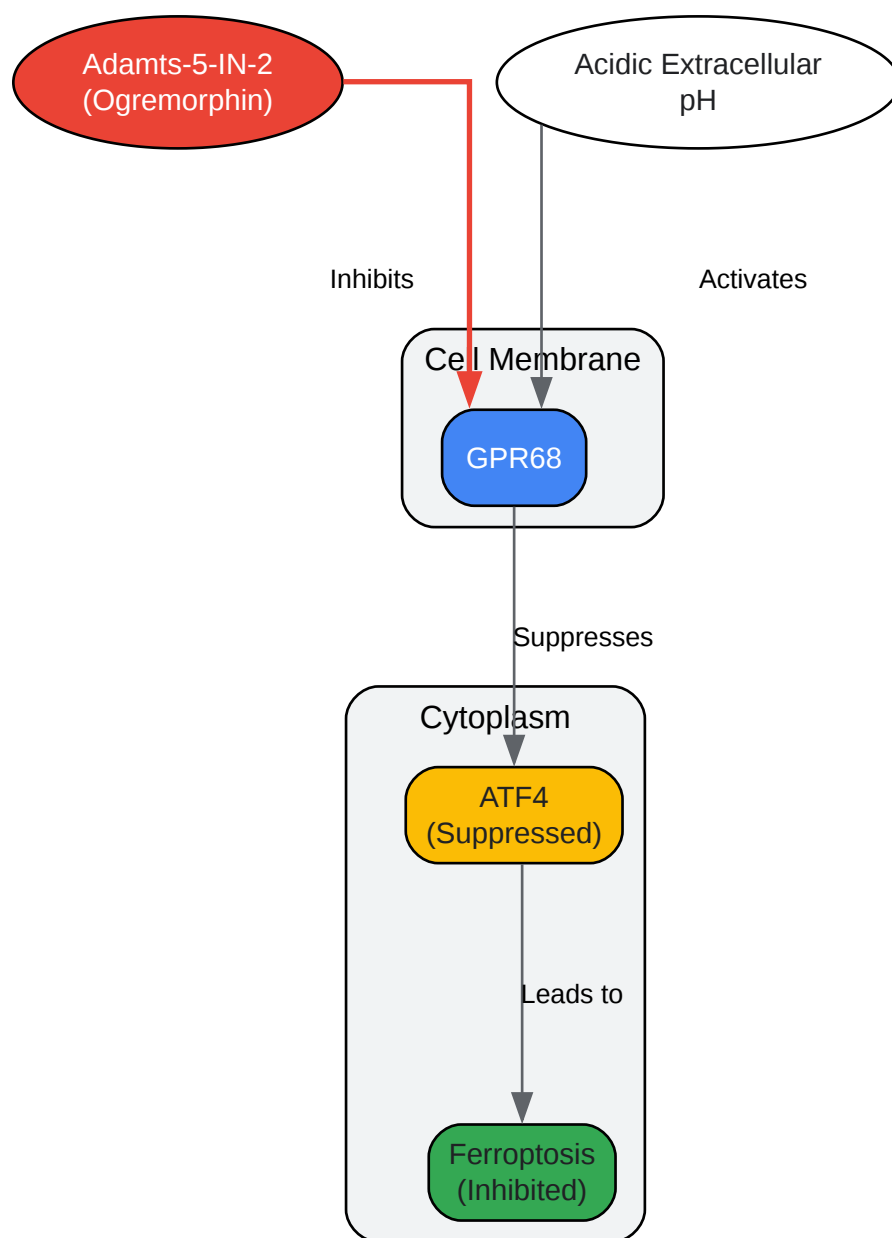 Adamts-5-IN-2
(Ogremorphin)
Acidic Extracellular
pH
Inhibits
Activates
Cell Membrane
GPR68
Suppresses
Cytoplasm
ATF4
(Suppressed)
Leads to
Ferroptosis
(Inhibited)